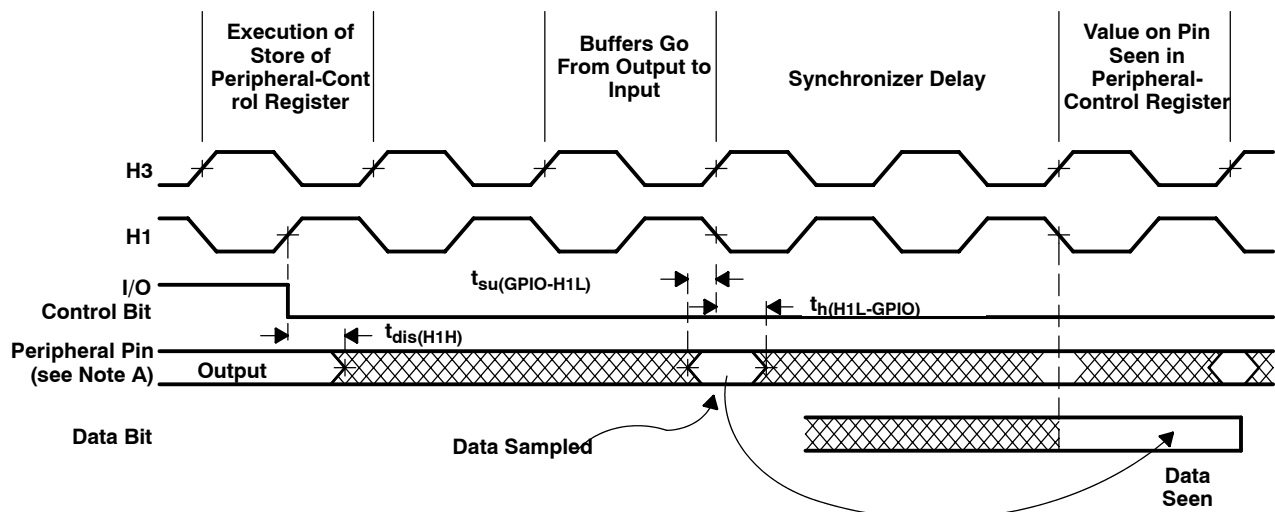 Execution of
Store of
Peripheral-Cont
rol Register
Buffers Go
From Output to
Input
Synchronizer Delay
Value on Pin
Seen in
Peripheral-
Control Register
H3
H1
I/O
Control Bit
tsu(GPIO-H1L)
th(H1L-GPIO)
tdis(H1H)
Peripheral Pin
(see Note A)
Output
Data Bit
Data Sampled
Data
Seen